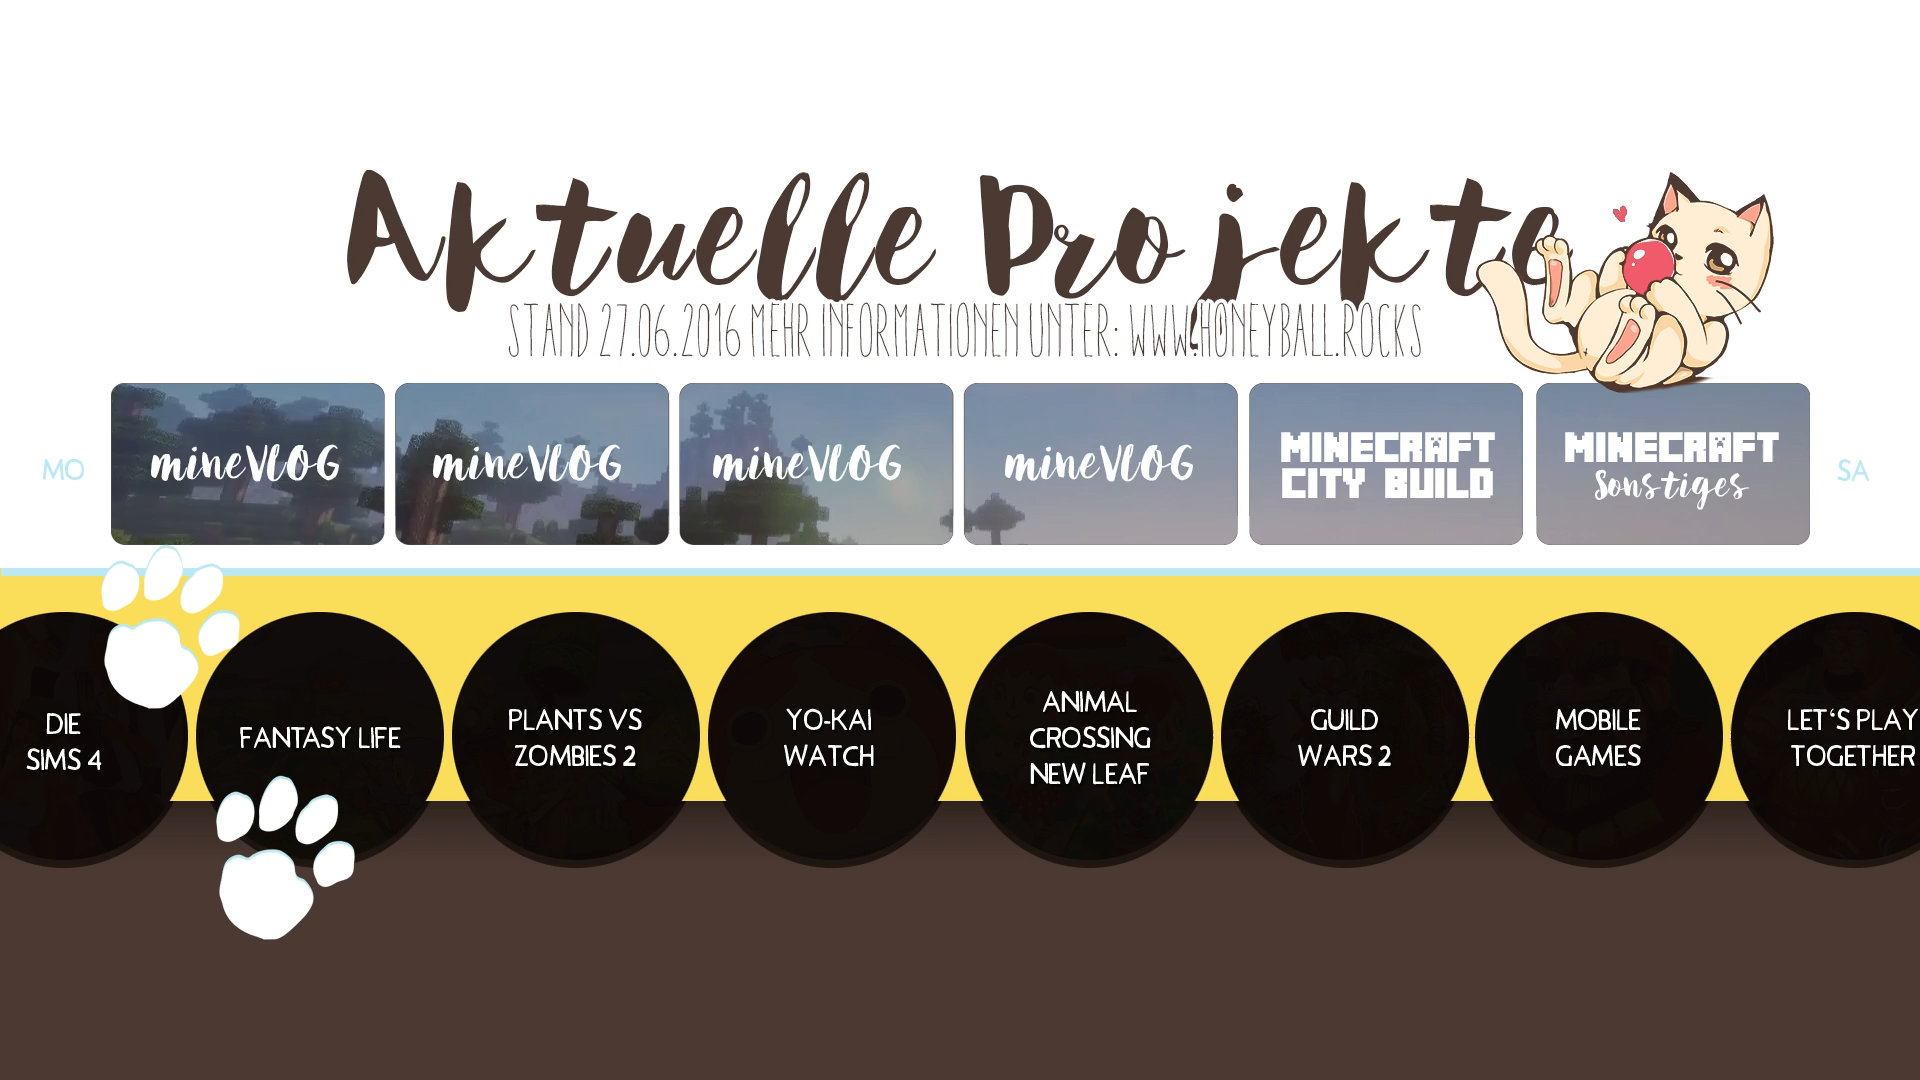 Aktuelle Projekte
STAND 27.06.2016 MEHR INFORMATIONEN UNTER: WWW.HONEYBALL.ROCKS
MO
mineVLOG
mineVLOG
mineVLOG
mineVLOG
MINECRAFT
CITY BUILD
MINECRAFT
Sonstiges
SA
DIE
SIMS 4
FANTASY LIFE
PLANTS VS
ZOMBIES 2
YO-KAI
WATCH
ANIMAL
CROSSING
NEW LEAF
GUILD
WARS 2
MOBILE
GAMES
LET‘S PLAY
TOGETHER